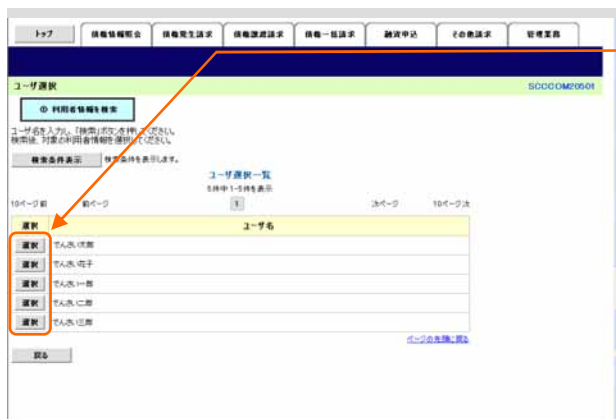 トップ 債権情報照会 債権発生請求 債権譲渡請求 債権一括請求 融資申込 その他請求 管理業務
ユーザ選択 SCCCOM20501
① 利用者情報を検索
ユーザ名を入力し、「検索」ボタンを押してください。
検索後、対象の利用者情報を選択してください。
検索条件表示 検索条件を表示します。
ユーザ選択一覧
5件中 1-5件を表示
10ページ前 前ページ 1 次ページ 10ページ次
選択 ユーザ名
選択 でんさい太郎
選択 でんさい花子
選択 でんさい一郎
選択 でんさい二郎
選択 でんさい三郎
ページの先頭に戻る
戻る